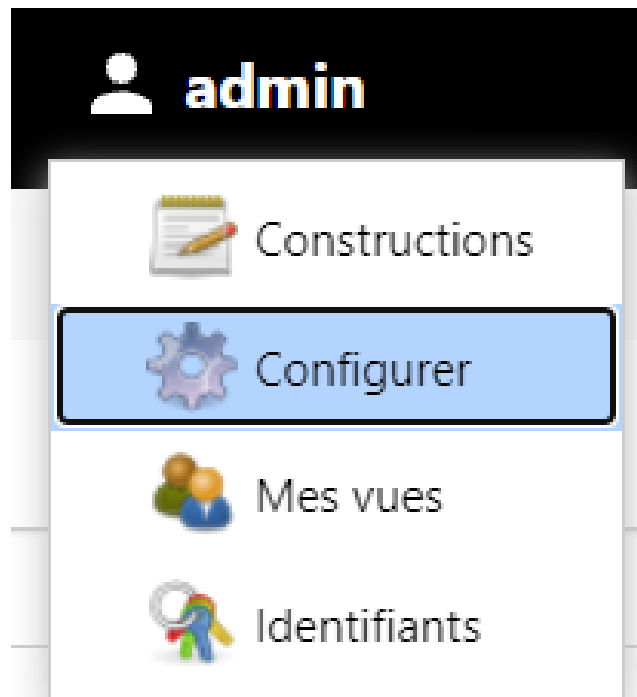 admin
Constructions
Configurer
Mes vues
Identifiants